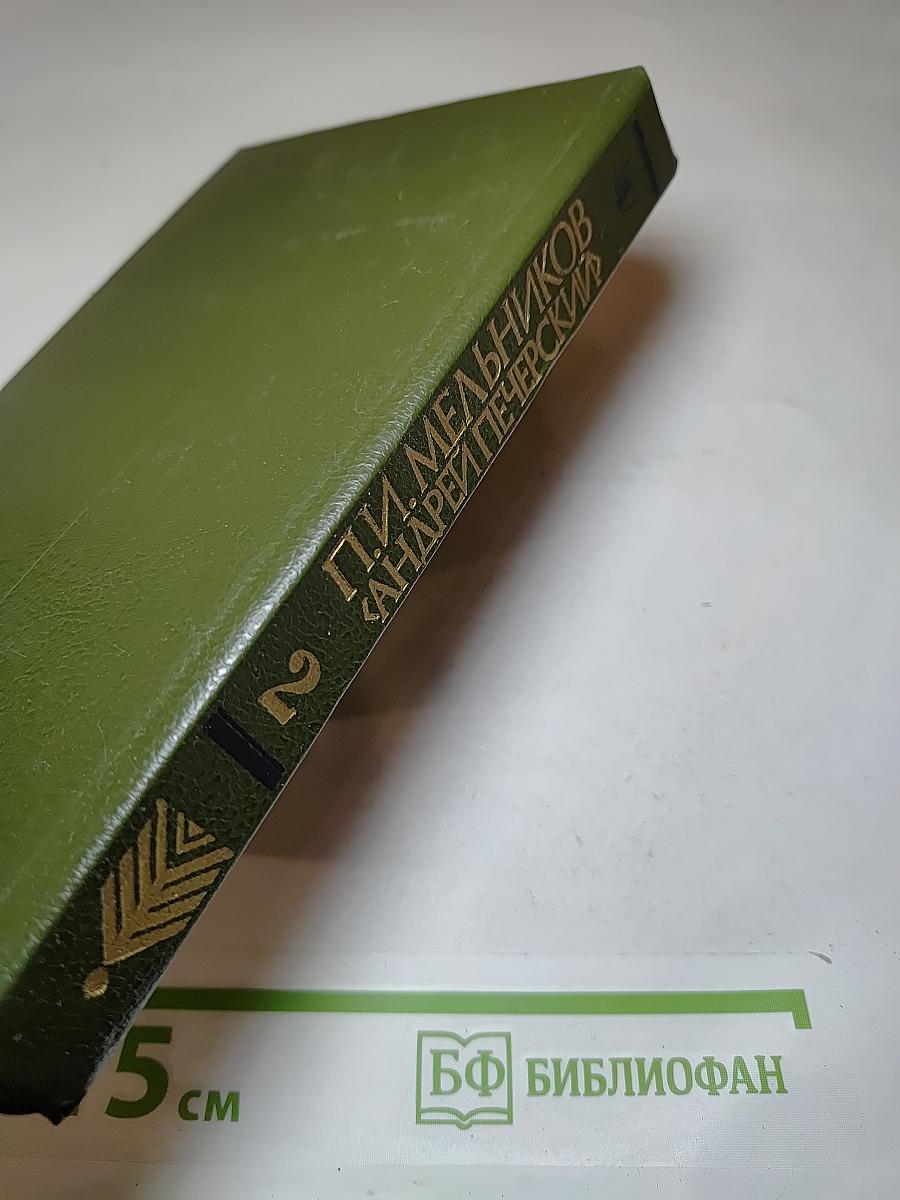 П.И. МЕЛЬНИКОВ
(АНДРЕЙ ПЕЧЕРСКИЙ)
2
5 см
БФ БИБЛИОФАН